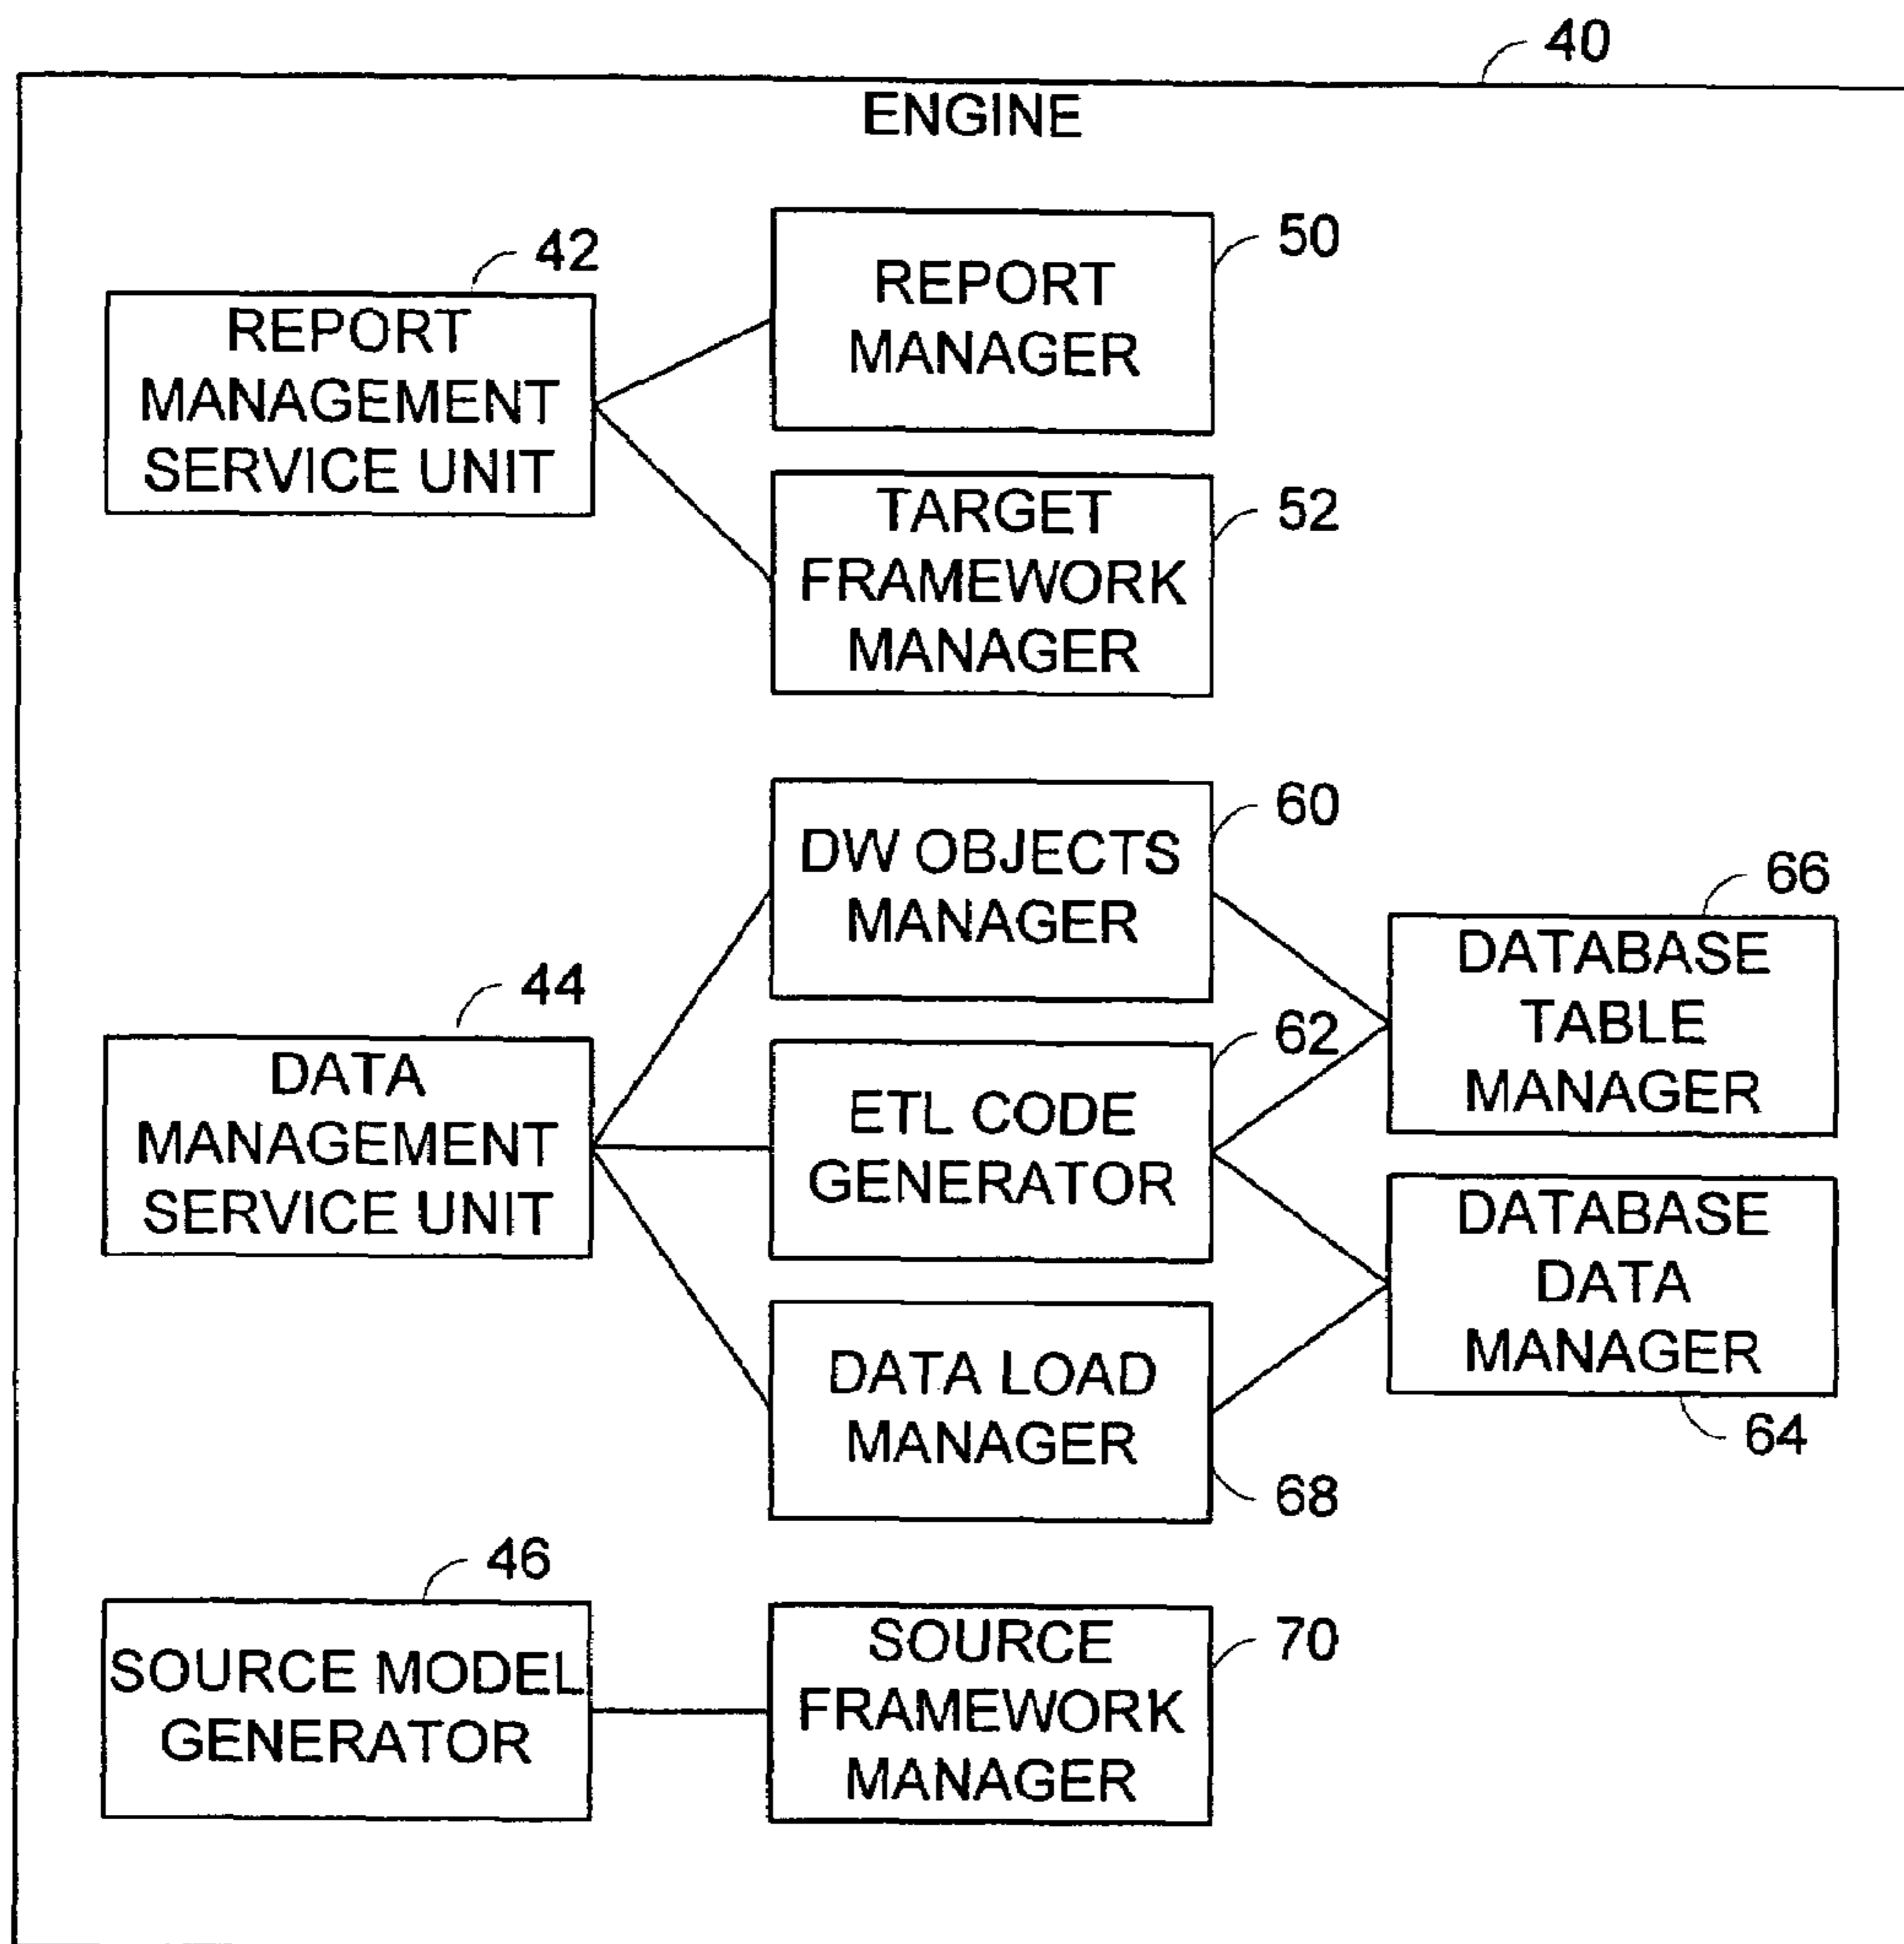 40
ENGINE
42
REPORT
MANAGEMENT
SERVICE UNIT
50
REPORT
MANAGER
52
TARGET
FRAMEWORK
MANAGER
44
DATA
MANAGEMENT
SERVICE UNIT
60
DW OBJECTS
MANAGER
62
ETL CODE
GENERATOR
DATA LOAD
MANAGER
68
66
DATABASE
TABLE
MANAGER
DATABASE
DATA
MANAGER
64
46
SOURCE MODEL
GENERATOR
70
SOURCE
FRAMEWORK
MANAGER